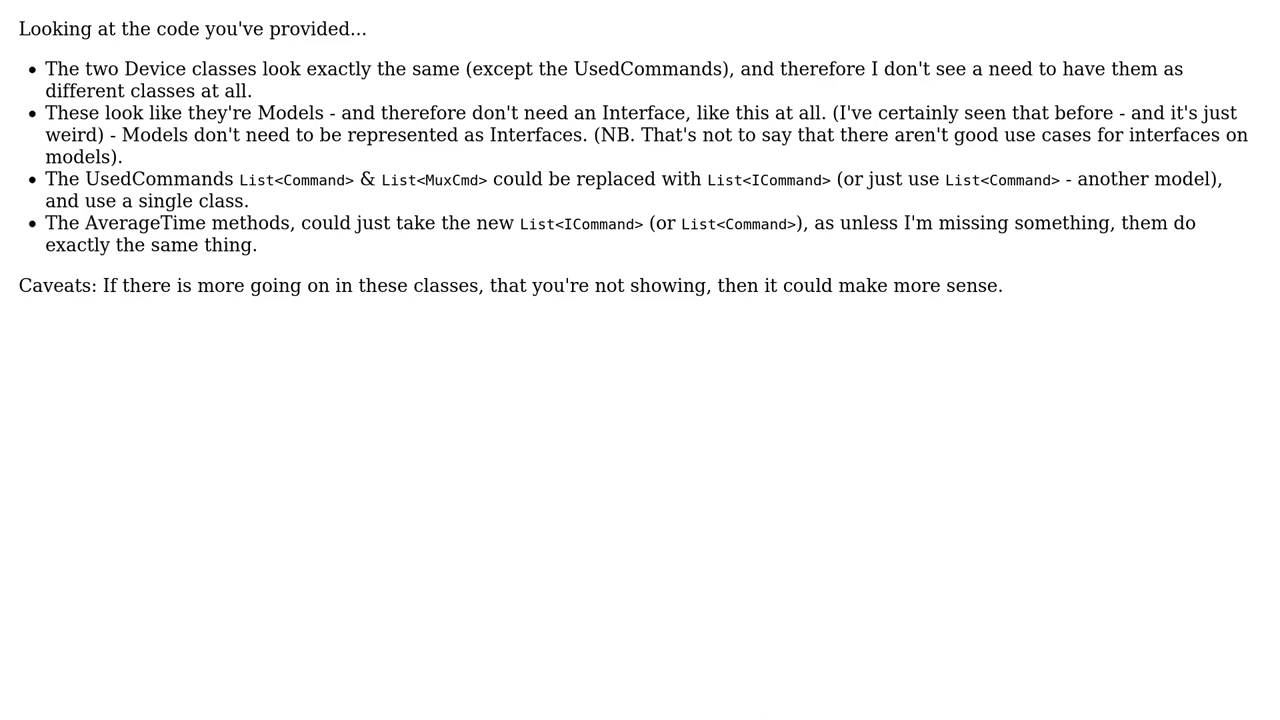 Looking at the code you've provided...
• The two Device classes look exactly the same (except the UsedCommands), and therefore I don't see a need to have them as
different classes at all.
• These look like they're Models - and therefore don't need an Interface, like this at all. (I've certainly seen that before - and it's just
weird) - Models don't need to be represented as Interfaces. (NB. That's not to say that there aren't good use cases for interfaces on
models).
• The UsedCommands List<Command> & List<MuxCmd> could be replaced with List<ICommand> (or just use List<Command> - another model),
and use a single class.
• The AverageTime methods, could just take the new List<ICommand> (or List<Command>), as unless I'm missing something, them do
exactly the same thing.
Caveats: If there is more going on in these classes, that you're not showing, then it could make more sense.